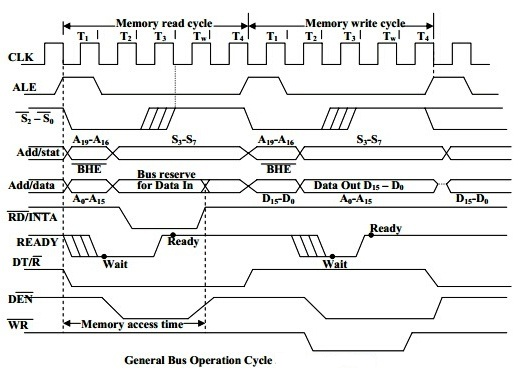 Memory read cycle Memory write cycle
T1 T2 T3 Tw T4 T1 T2 T3 Tw T4
CLK
ALE
S2 – S0
A19-A16 S3-S7 A19-A16 S3-S7
Add/stat
BHE Bus reserve BHE
Add/data for Data In Data Out D15 – D0
A0-A15 D15-D0 A0-A15 D15-D0
RD/INTA
READY Ready Ready
Wait Wait
DT/R
DEN
Memory access time
WR
General Bus Operation Cycle